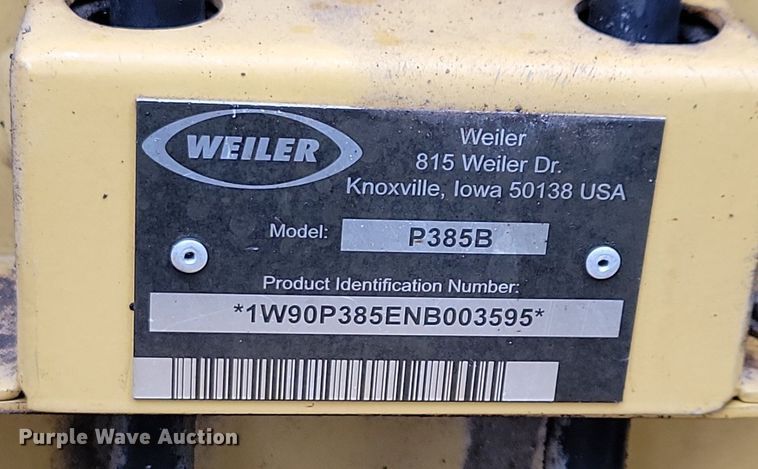 WEILER
Weiler
815 Weiler Dr.
Knoxville, Iowa 50138 USA
Model: P385B
Product Identification Number:
*1W90P385ENB003595*
Purple Wave Auction